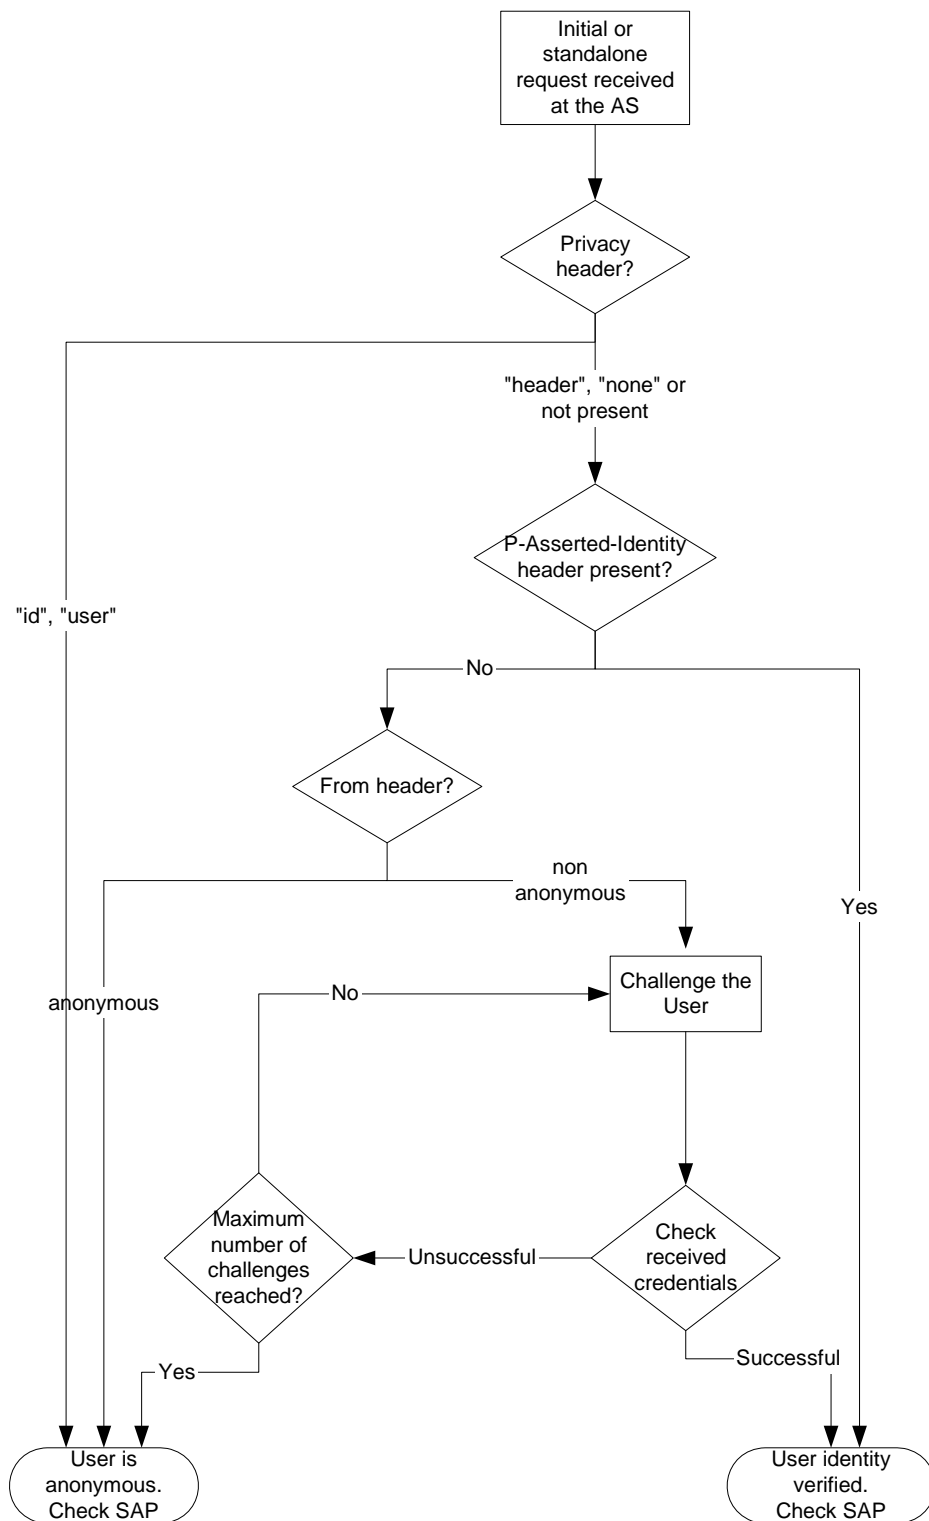 Initial or
standalone
request received
at the AS
Privacy
header?
"header", "none" or
not present
P-Asserted-Identity
header present?
"id", "user"
No
From header?
non
anonymous
Yes
anonymous
No
Challenge the
User
Maximum
number of
challenges
reached?
Unsuccessful
Check
received
credentials
Yes
Successful
User is
anonymous.
Check SAP
User identity
verified.
Check SAP